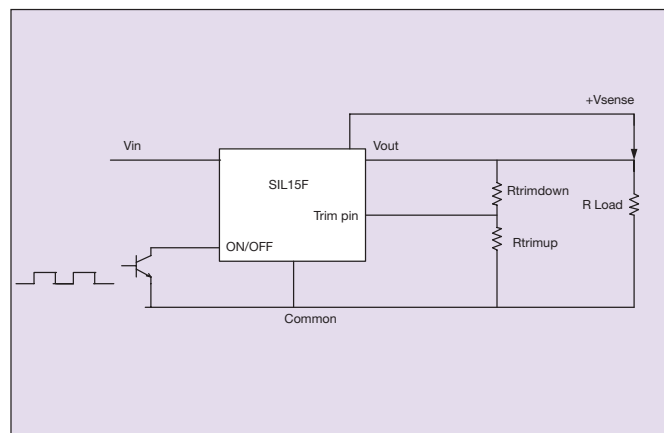 +Vsense
Vin
Vout
SIL15F
Rtrimdown
R Load
Trim pin
Rtrimup
ON/OFF
Common